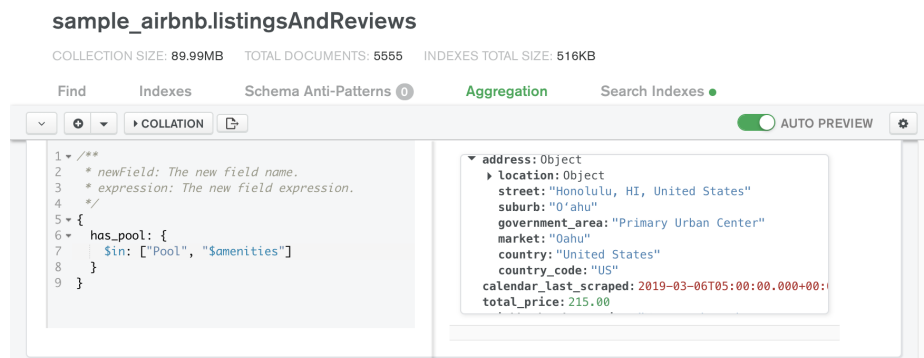 sample_airbnb.listingsAndReviews
COLLECTION SIZE: 89.99MB TOTAL DOCUMENTS: 5555 INDEXES TOTAL SIZE: 516KB
Find Indexes Schema Anti-Patterns 0 Aggregation Search Indexes
COLLATION AUTO PREVIEW
1 /**
2 * newField: The new field name.
3 * expression: The new field expression.
4 */
5 {
6 has_pool: {
7 $in: ["Pool", "$amenities"]
8 }
9 }
address: Object
location: Object
street: "Honolulu, HI, United States"
suburb: "Oʻahu"
government_area: "Primary Urban Center"
market: "Oahu"
country: "United States"
country_code: "US"
calendar_last_scraped: 2019-03-06T05:00:00.000+00:
total_price: 215.00